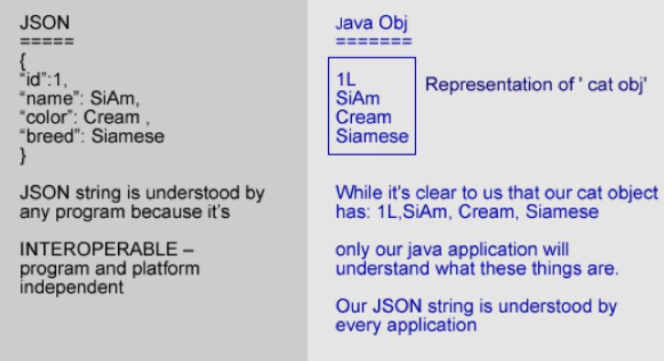 JSON
=====
{
“id”:1,
“name”: SiAm,
“color”: Cream ,
“breed”: Siamese
}
JSON string is understood by
any program because it’s
INTEROPERABLE –
program and platform
independent
Java Obj
=======
1L
SiAm
Cream
Siamese
Representation of ' cat obj'
While it's clear to us that our cat object
has: 1L,SiAm, Cream, Siamese
only our java application will
understand what these things are.
Our JSON string is understood by
every application